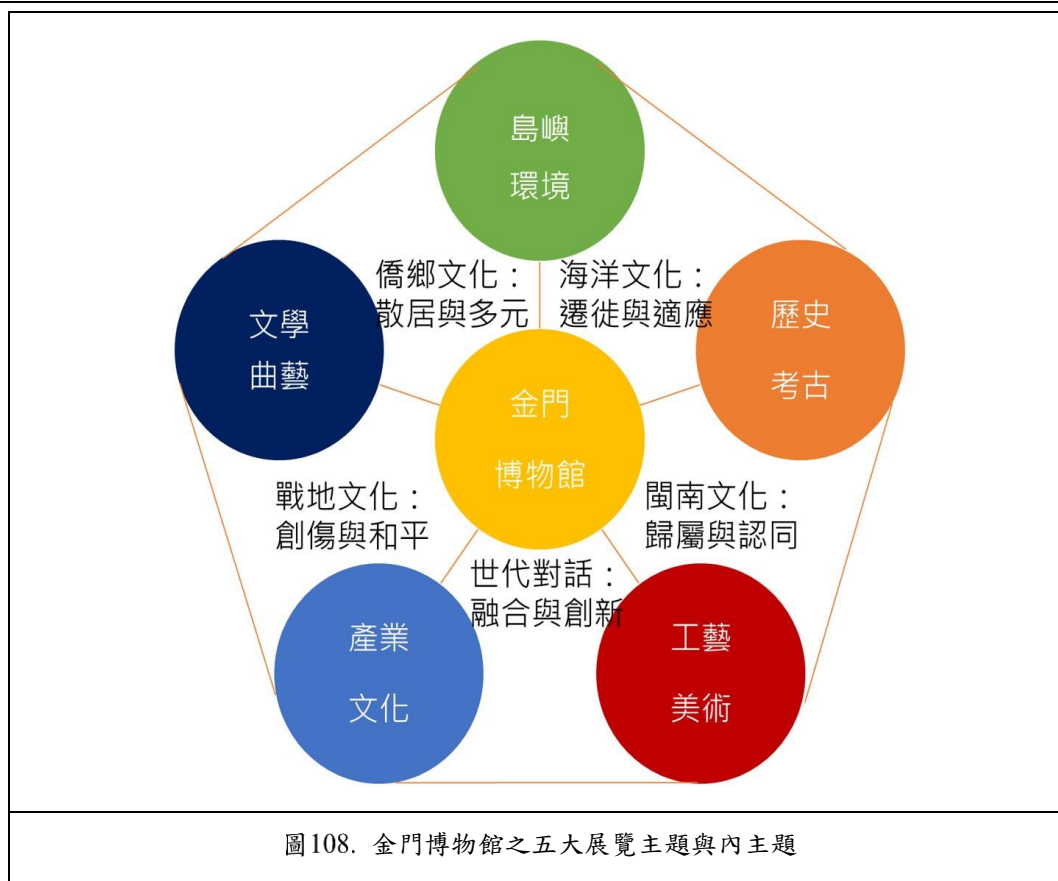 島嶼
環境
僑鄉文化：
散居與多元
海洋文化：
遷徙與適應
文學
曲藝
歷史
考古
金門
博物館
戰地文化：
創傷與和平
閩南文化：
歸屬與認同
世代對話：
融合與創新
產業
文化
工藝
美術
圖108. 金門博物館之五大展覽主題與內主題